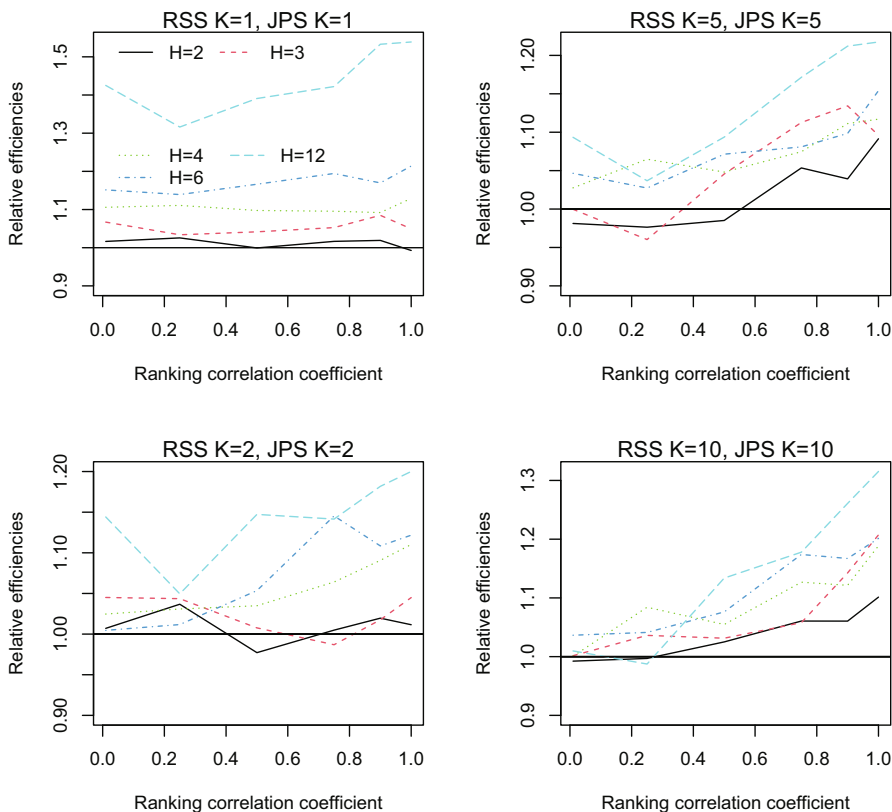 RSS K=1, JPS K=1
Relative efficiencies
0.9 1.1 1.3 1.5
H=2 H=3
H=4 H=12
H=6
0.0 0.2 0.4 0.6 0.8 1.0
Ranking correlation coefficient
RSS K=5, JPS K=5
Relative efficiencies
0.90 1.00 1.10 1.20
0.0 0.2 0.4 0.6 0.8 1.0
Ranking correlation coefficient
RSS K=2, JPS K=2
Relative efficiencies
0.90 1.00 1.10 1.20
0.0 0.2 0.4 0.6 0.8 1.0
Ranking correlation coefficient
RSS K=10, JPS K=10
Relative efficiencies
0.9 1.0 1.1 1.2 1.3
0.0 0.2 0.4 0.6 0.8 1.0
Ranking correlation coefficient